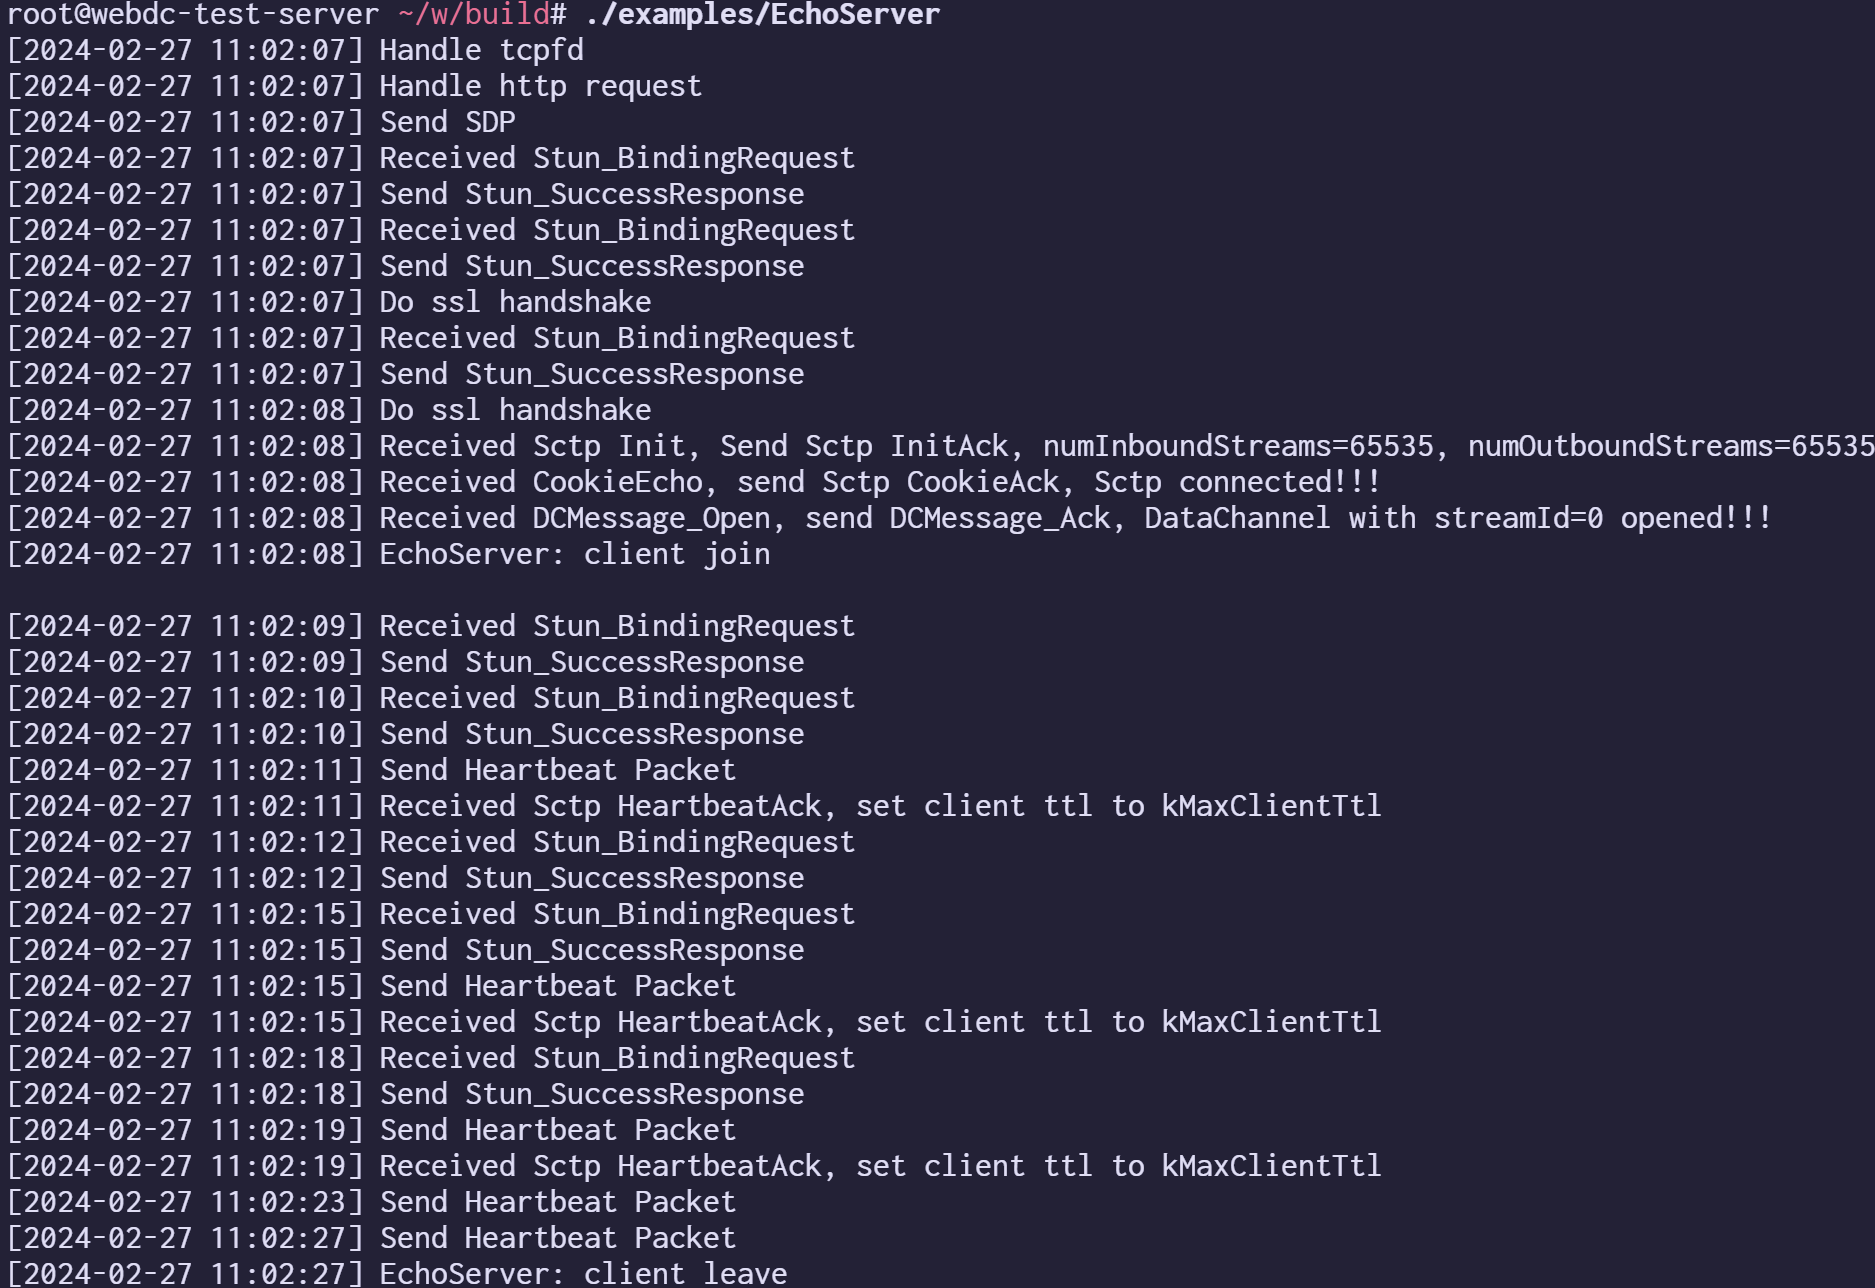 root@webdc-test-server ~/w/build# ./examples/EchoServer
[2024-02-27 11:02:07] Handle tcpfd
[2024-02-27 11:02:07] Handle http request
[2024-02-27 11:02:07] Send SDP
[2024-02-27 11:02:07] Received Stun_BindingRequest
[2024-02-27 11:02:07] Send Stun_SuccessResponse
[2024-02-27 11:02:07] Received Stun_BindingRequest
[2024-02-27 11:02:07] Send Stun_SuccessResponse
[2024-02-27 11:02:07] Do ssl handshake
[2024-02-27 11:02:07] Received Stun_BindingRequest
[2024-02-27 11:02:07] Send Stun_SuccessResponse
[2024-02-27 11:02:08] Do ssl handshake
[2024-02-27 11:02:08] Received Sctp Init, Send Sctp InitAck, numInboundStreams=65535, numOutboundStreams=65535
[2024-02-27 11:02:08] Received CookieEcho, send Sctp CookieAck, Sctp connected!!!
[2024-02-27 11:02:08] Received DCMessage_Open, send DCMessage_Ack, DataChannel with streamId=0 opened!!!
[2024-02-27 11:02:08] EchoServer: client join
[2024-02-27 11:02:09] Received Stun_BindingRequest
[2024-02-27 11:02:09] Send Stun_SuccessResponse
[2024-02-27 11:02:10] Received Stun_BindingRequest
[2024-02-27 11:02:10] Send Stun_SuccessResponse
[2024-02-27 11:02:11] Send Heartbeat Packet
[2024-02-27 11:02:11] Received Sctp HeartbeatAck, set client ttl to kMaxClientTtl
[2024-02-27 11:02:12] Received Stun_BindingRequest
[2024-02-27 11:02:12] Send Stun_SuccessResponse
[2024-02-27 11:02:15] Received Stun_BindingRequest
[2024-02-27 11:02:15] Send Stun_SuccessResponse
[2024-02-27 11:02:15] Send Heartbeat Packet
[2024-02-27 11:02:15] Received Sctp HeartbeatAck, set client ttl to kMaxClientTtl
[2024-02-27 11:02:18] Received Stun_BindingRequest
[2024-02-27 11:02:18] Send Stun_SuccessResponse
[2024-02-27 11:02:19] Send Heartbeat Packet
[2024-02-27 11:02:19] Received Sctp HeartbeatAck, set client ttl to kMaxClientTtl
[2024-02-27 11:02:23] Send Heartbeat Packet
[2024-02-27 11:02:27] Send Heartbeat Packet
[2024-02-27 11:02:27] EchoServer: client leave